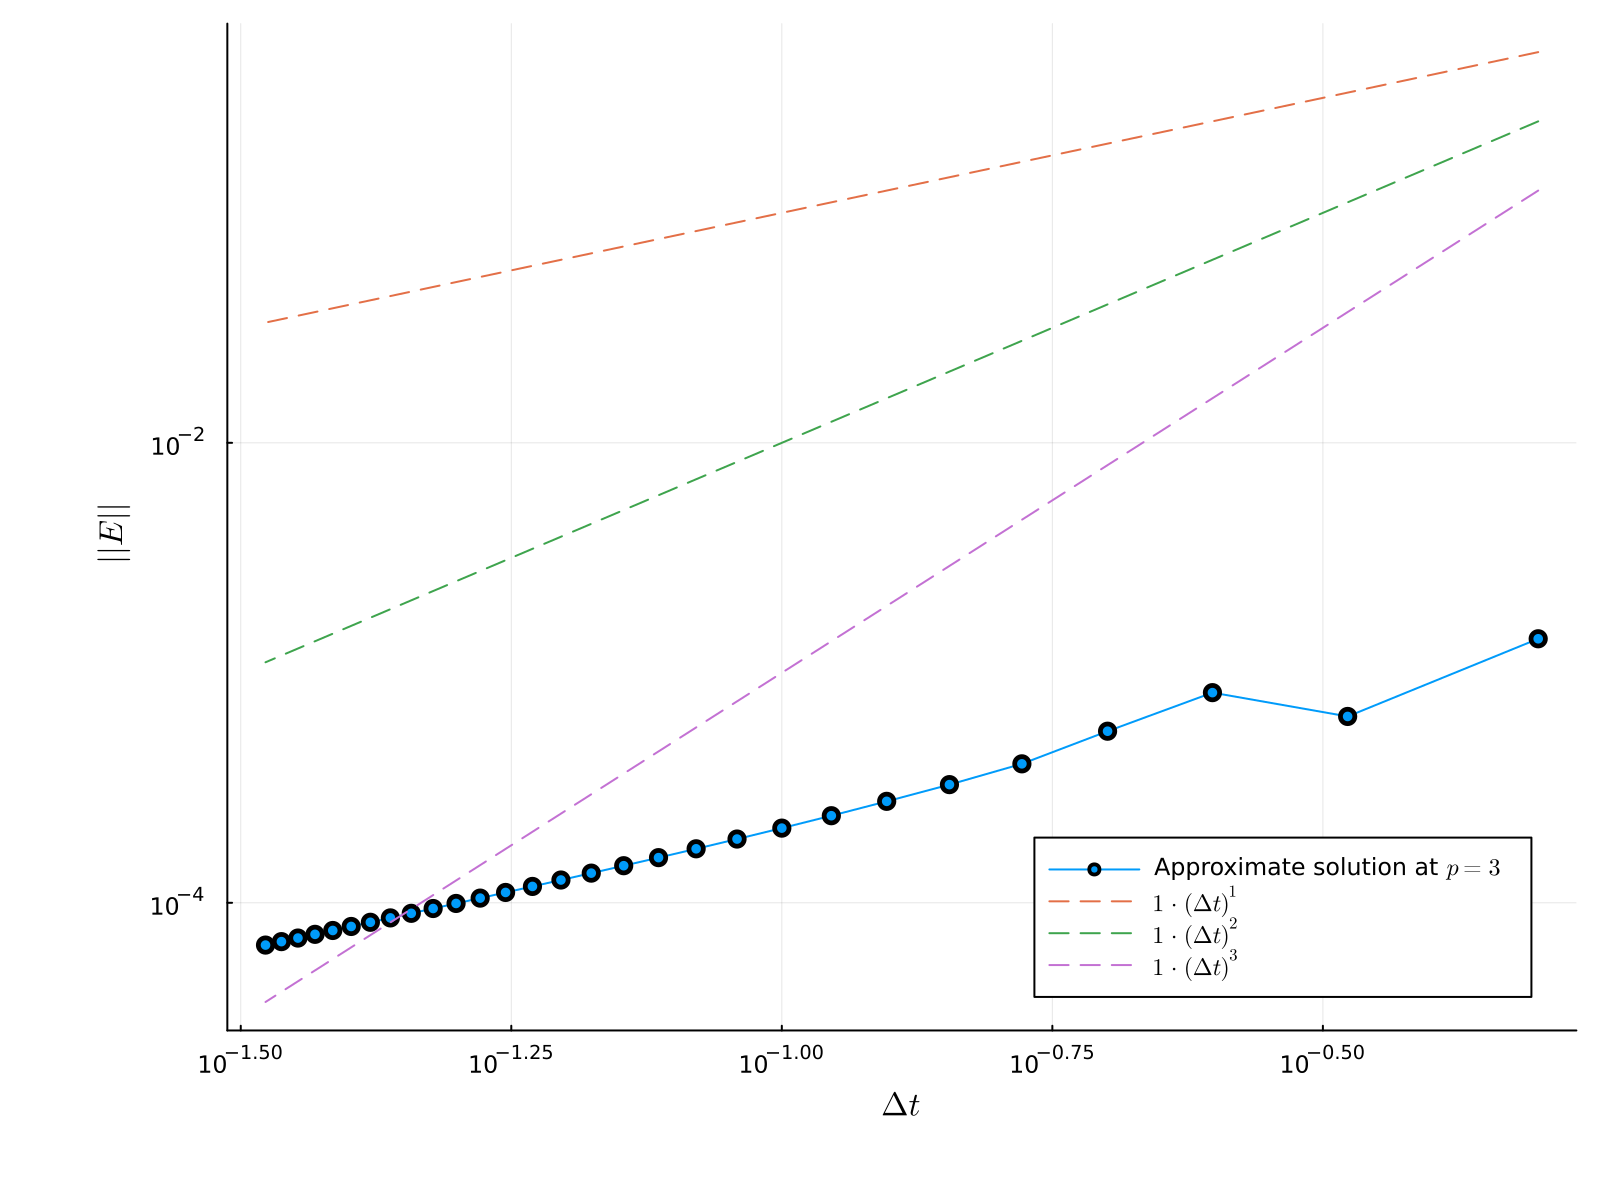 10^{-2}
||E||
10^{-4}
Approximate solution at p = 3
1 · (Δt)^1
1 · (Δt)^2
1 · (Δt)^3
10^{-1.50} 10^{-1.25} 10^{-1.00} 10^{-0.75} 10^{-0.50}
Δt